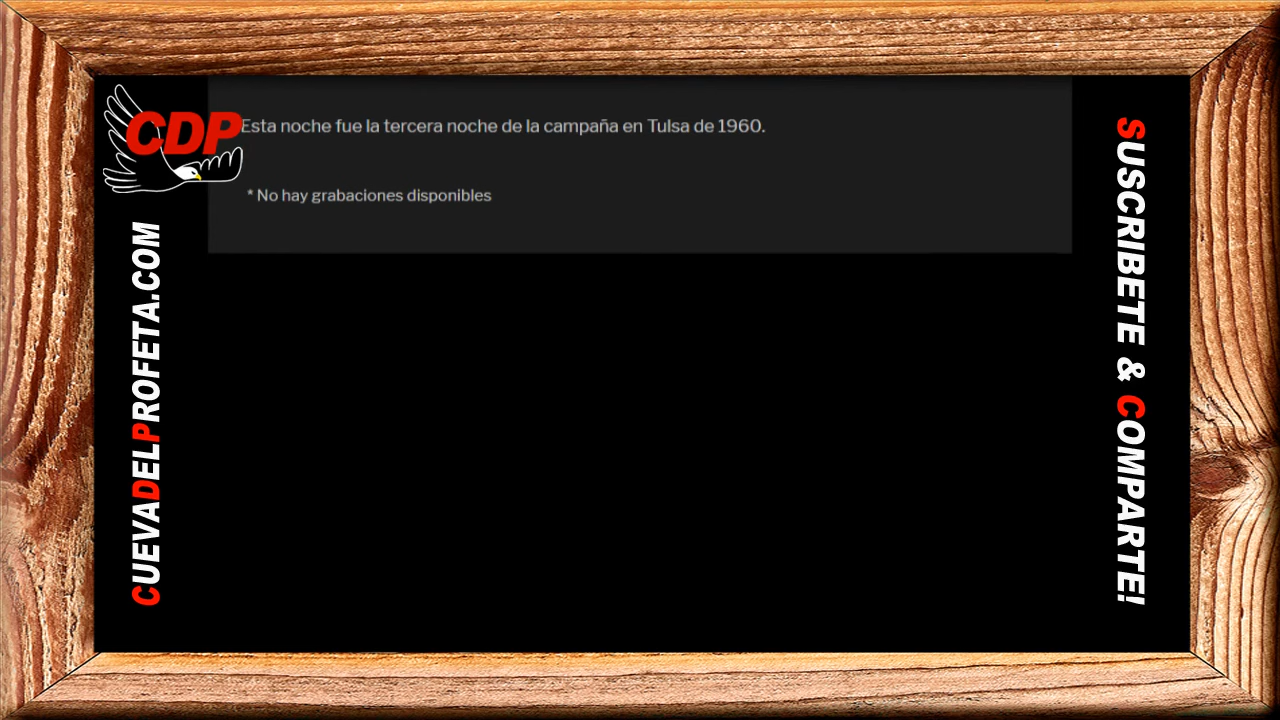 CDP
Esta noche fue la tercera noche de la campaña en Tulsa de 1960.
* No hay grabaciones disponibles
CUEVADELPROFETA.COM
SUSCRIBETE & COMPARTE!